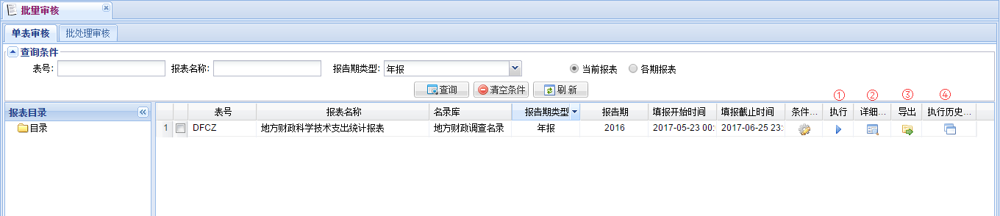 批量审核
单表审核 批处理审核
查询条件
表号: 报表名称: 报告期类型: 年报 当前报表 各期报表
查询 清空条件 刷 新
① ② ③ ④
报表目录 表号 报表名称 名录库 报告期类型 报告期 填报开始时间 填报截止时间 条件... 执行 详细... 导出 执行历史...
目录 1 DFCZ 地方财政科学技术支出统计报表 地方财政调查名录 年报 2016 2017-05-23 00: 2017-06-25 23: